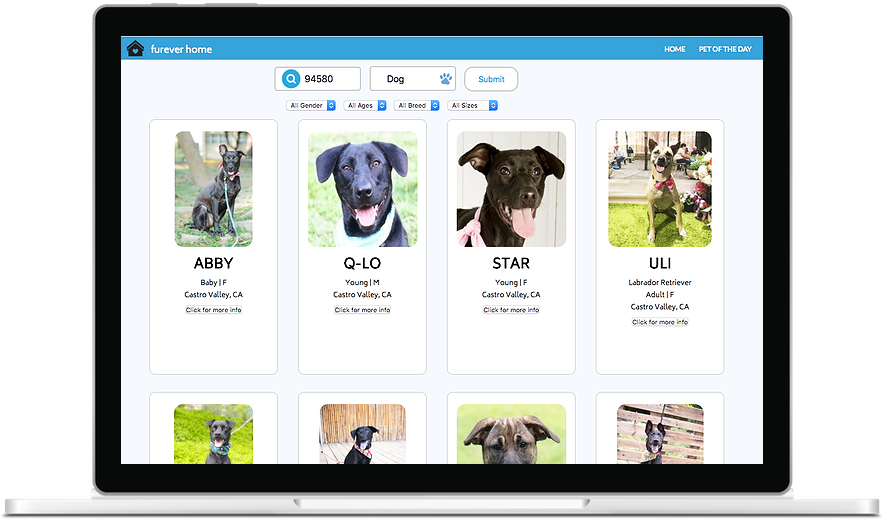 furever home
HOME PET OF THE DAY
94580 Dog Submit
All Gender All Ages All Breed All Sizes
ABBY
Baby | F
Castro Valley, CA
Click for more info
Q-LO
Young | M
Castro Valley, CA
Click for more info
STAR
Young | F
Castro Valley, CA
Click for more info
ULI
Labrador Retriever
Adult | F
Castro Valley, CA
Click for more info